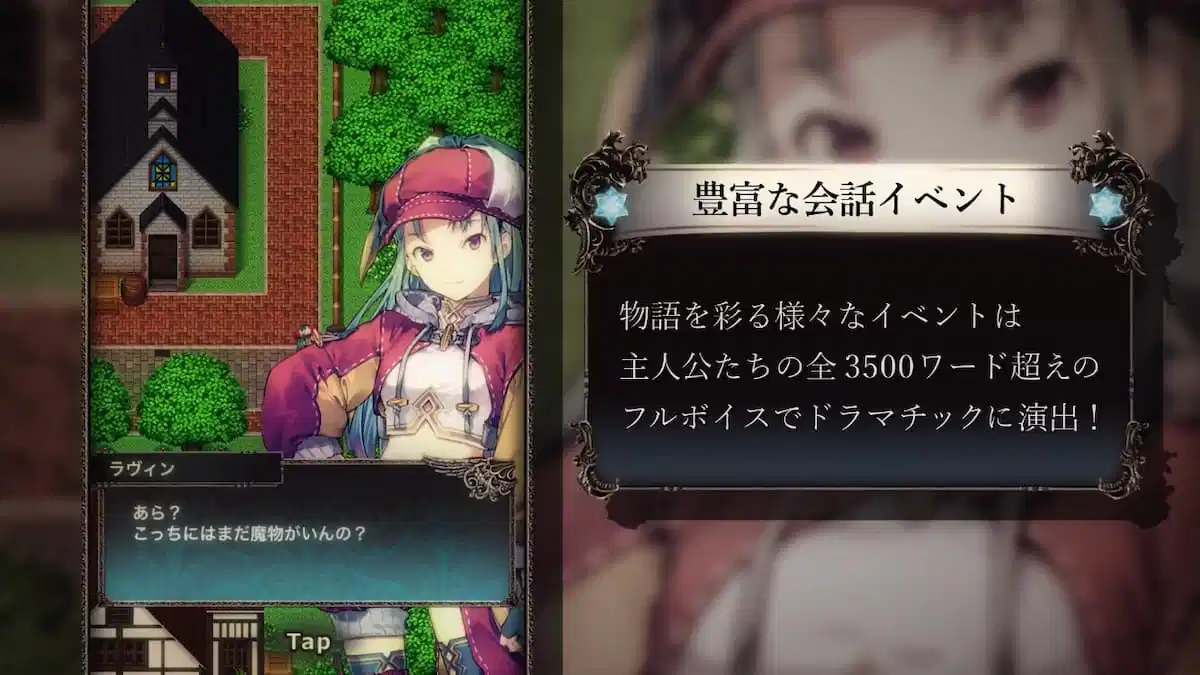 ラヴィン
あら?
こっちにはまだ魔物がいんの?
Tap
豊富な会話イベント
物語を彩る様々なイベントは
主人公たちの全3500ワード超えの
フルボイスでドラマチックに演出!